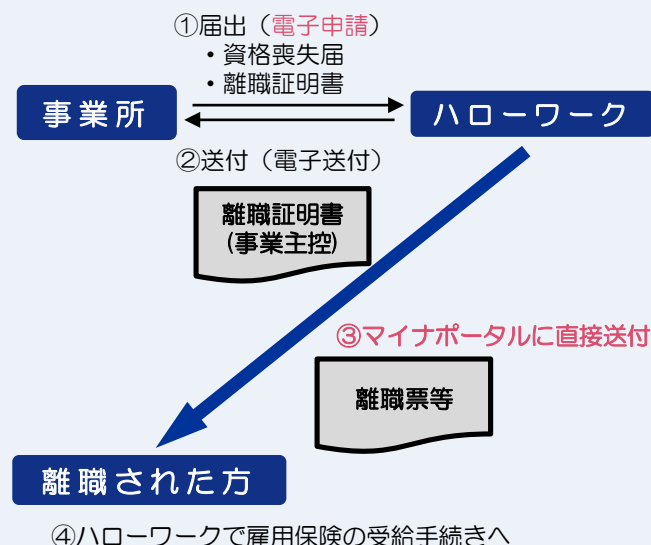 ①届出（電子申請）
・資格喪失届
・離職証明書
事業所
ハローワーク
②送付（電子送付）
離職証明書
(事業主控)
③マイナポータルに直接送付
離職票等
離職された方
④ハローワークで雇用保険の受給手続きへ